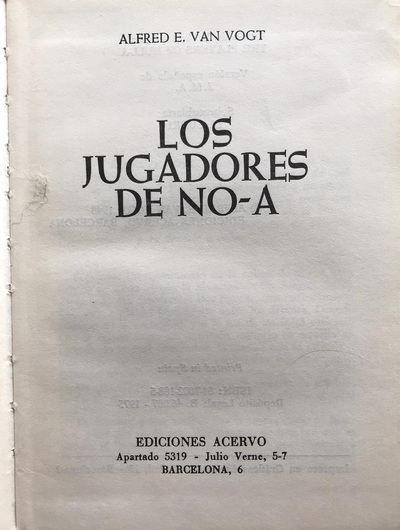 ALFRED E. VAN VOGT
LOS
JUGADORES
DE NO-A
EDICIONES ACERVO
Apartado 5319 - Julio Verne, 5-7
BARCELONA, 6